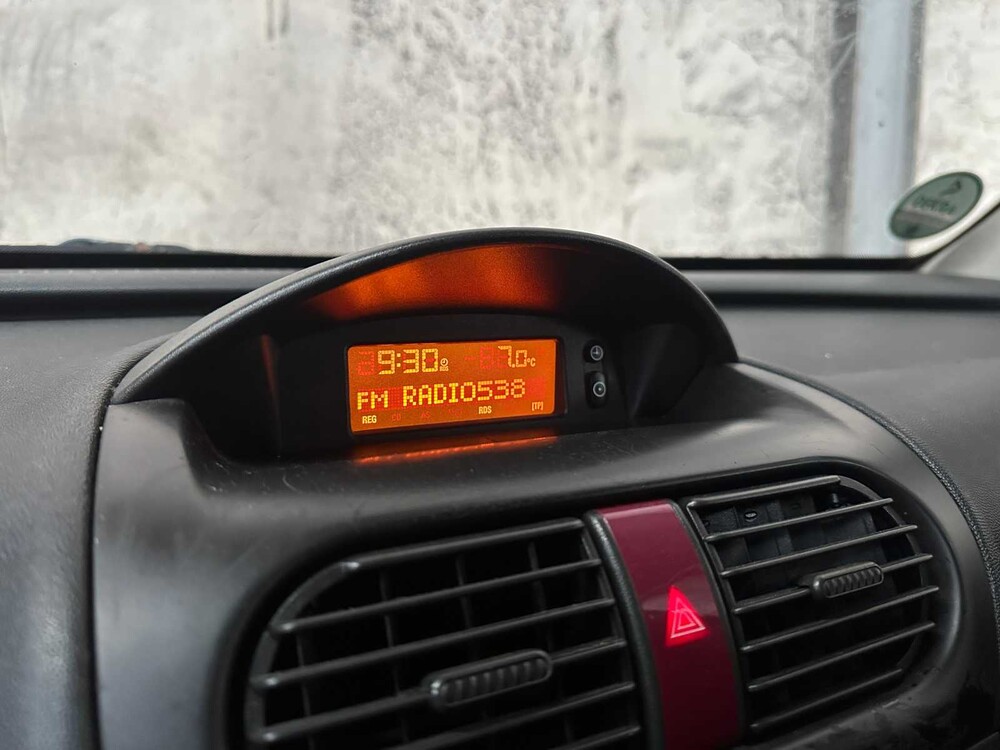 9:30 7.0°C
FM RADIO538
REG RDS [TP]